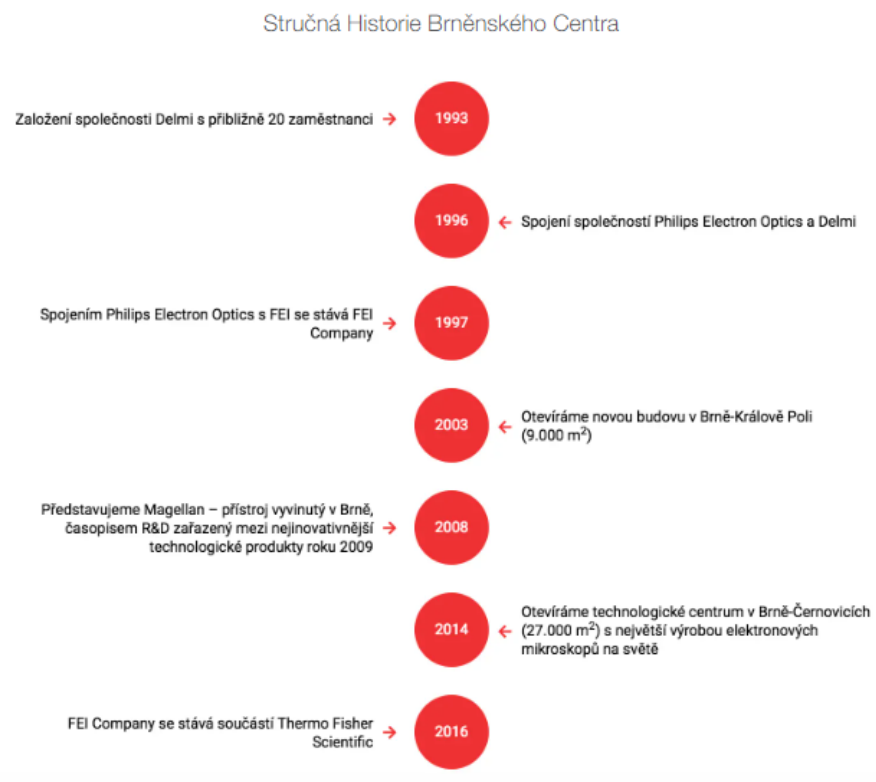 Stručná Historie Brněnského Centra
Založení společnosti Delmi s přibližně 20 zaměstnanci
1993
1996
Spojení společností Philips Electron Optics a Delmi
Spojením Philips Electron Optics s FEI se stává FEI
Company
1997
2003
Otevíráme novou budovu v Brně-Králově Poli
(9.000 m²)
Představujeme Magellan – přístroj vyvinutý v Brně,
časopisem R&D zařazený mezi nejinovativnější
technologické produkty roku 2009
2008
2014
Otevíráme technologické centrum v Brně-Černovicích
(27.000 m²) s největší výrobou elektronových
mikroskopů na světě
FEI Company se stává součástí Thermo Fisher
Scientific
2016